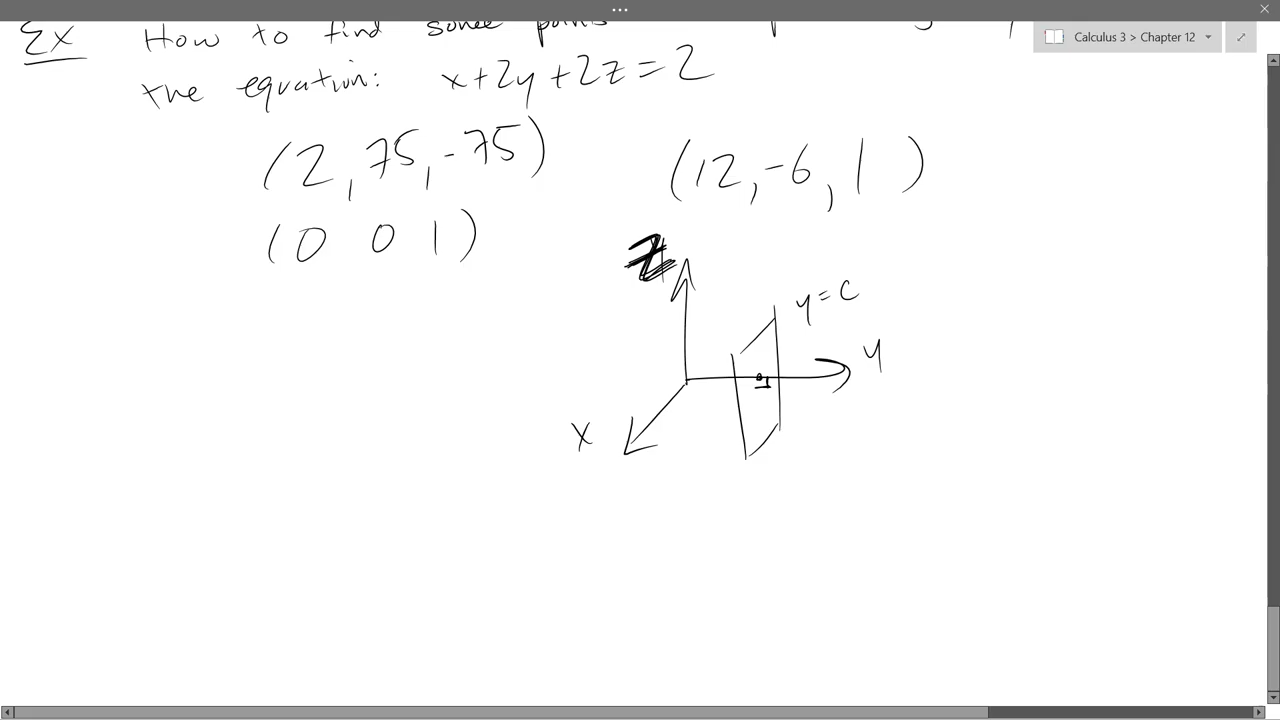 Calculus 3 > Chapter 12
Ex How to find some points
the equation: x+2y+2z=2
(2, 75, -75) (12, -6, 1 )
(0 0 1)
z
y=c
y
x